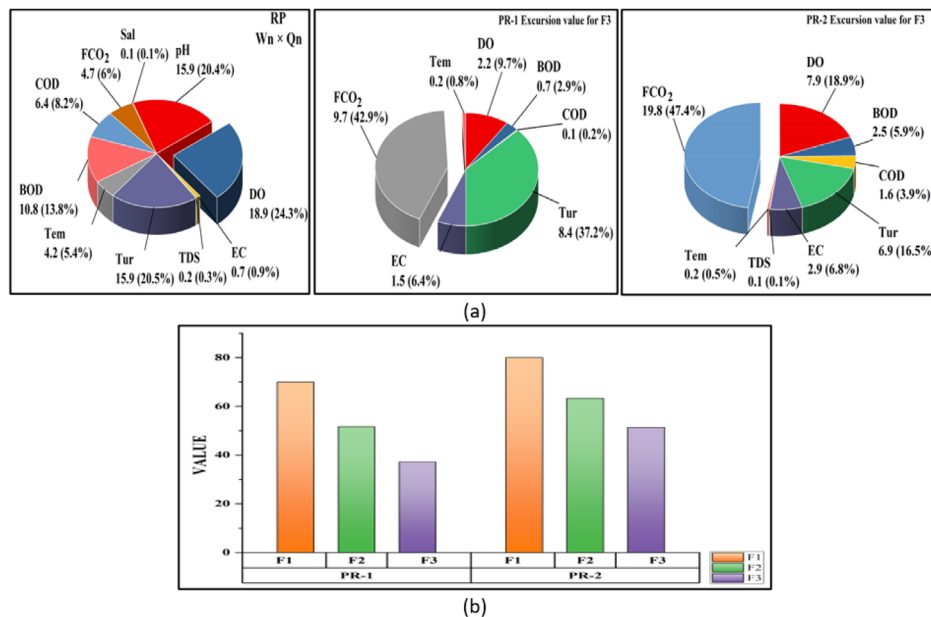 RP
Wn × Qn
Sal
0.1 (0.1%)
pH
15.9 (20.4%)
FCO₂
4.7 (6%)
COD
6.4 (8.2%)
BOD
10.8 (13.8%)
Tem
4.2 (5.4%)
Tur
15.9 (20.5%)
TDS
0.2 (0.3%)
EC
0.7 (0.9%)
DO
18.9 (24.3%)
PR-1 Excursion value for F3
DO
2.2 (9.7%)
Tem
0.2 (0.8%)
BOD
0.7 (2.9%)
COD
0.1 (0.2%)
FCO₂
9.7 (42.9%)
Tur
8.4 (37.2%)
EC
1.5 (6.4%)
PR-2 Excursion value for F3
DO
7.9 (18.9%)
FCO₂
19.8 (47.4%)
BOD
2.5 (5.9%)
COD
1.6 (3.9%)
Tur
6.9 (16.5%)
EC
2.9 (6.8%)
TDS
0.1 (0.1%)
Tem
0.2 (0.5%)
(a)
VALUE
80
60
40
20
0
F1 F2 F3 F1 F2 F3
PR-1 PR-2
F1
F2
F3
(b)